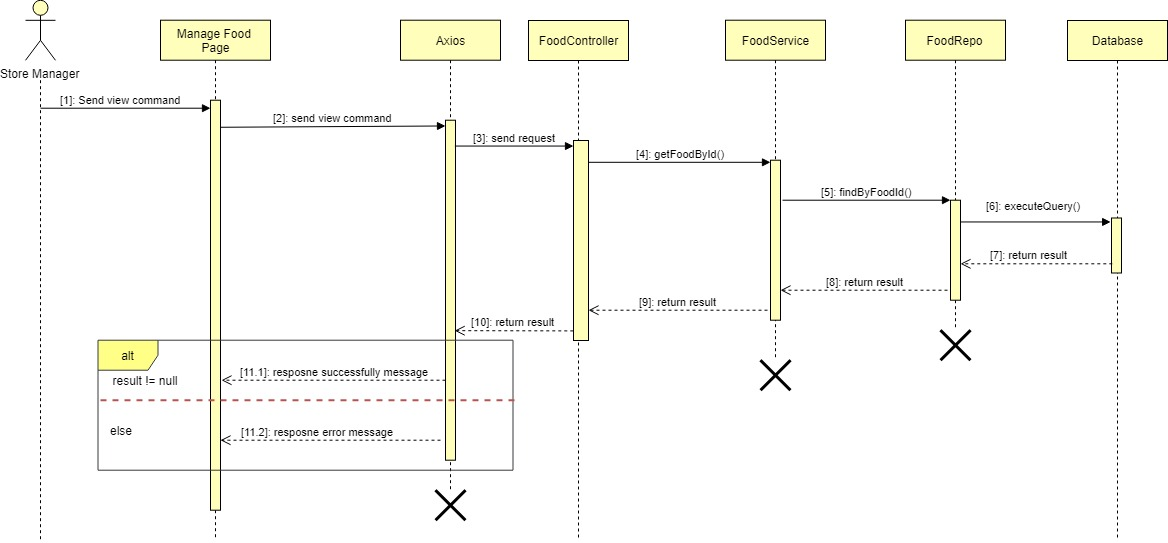 Store Manager
Manage Food
Page
Axios
FoodController
FoodService
FoodRepo
Database
[1]: Send view command
[2]: send view command
[3]: send request
[4]: getFoodById()
[5]: findByFoodId()
[6]: executeQuery()
[7]: return result
[8]: return result
[9]: return result
[10]: return result
alt
[11.1]: resposne successfully message
result != null
else
[11.2]: resposne error message